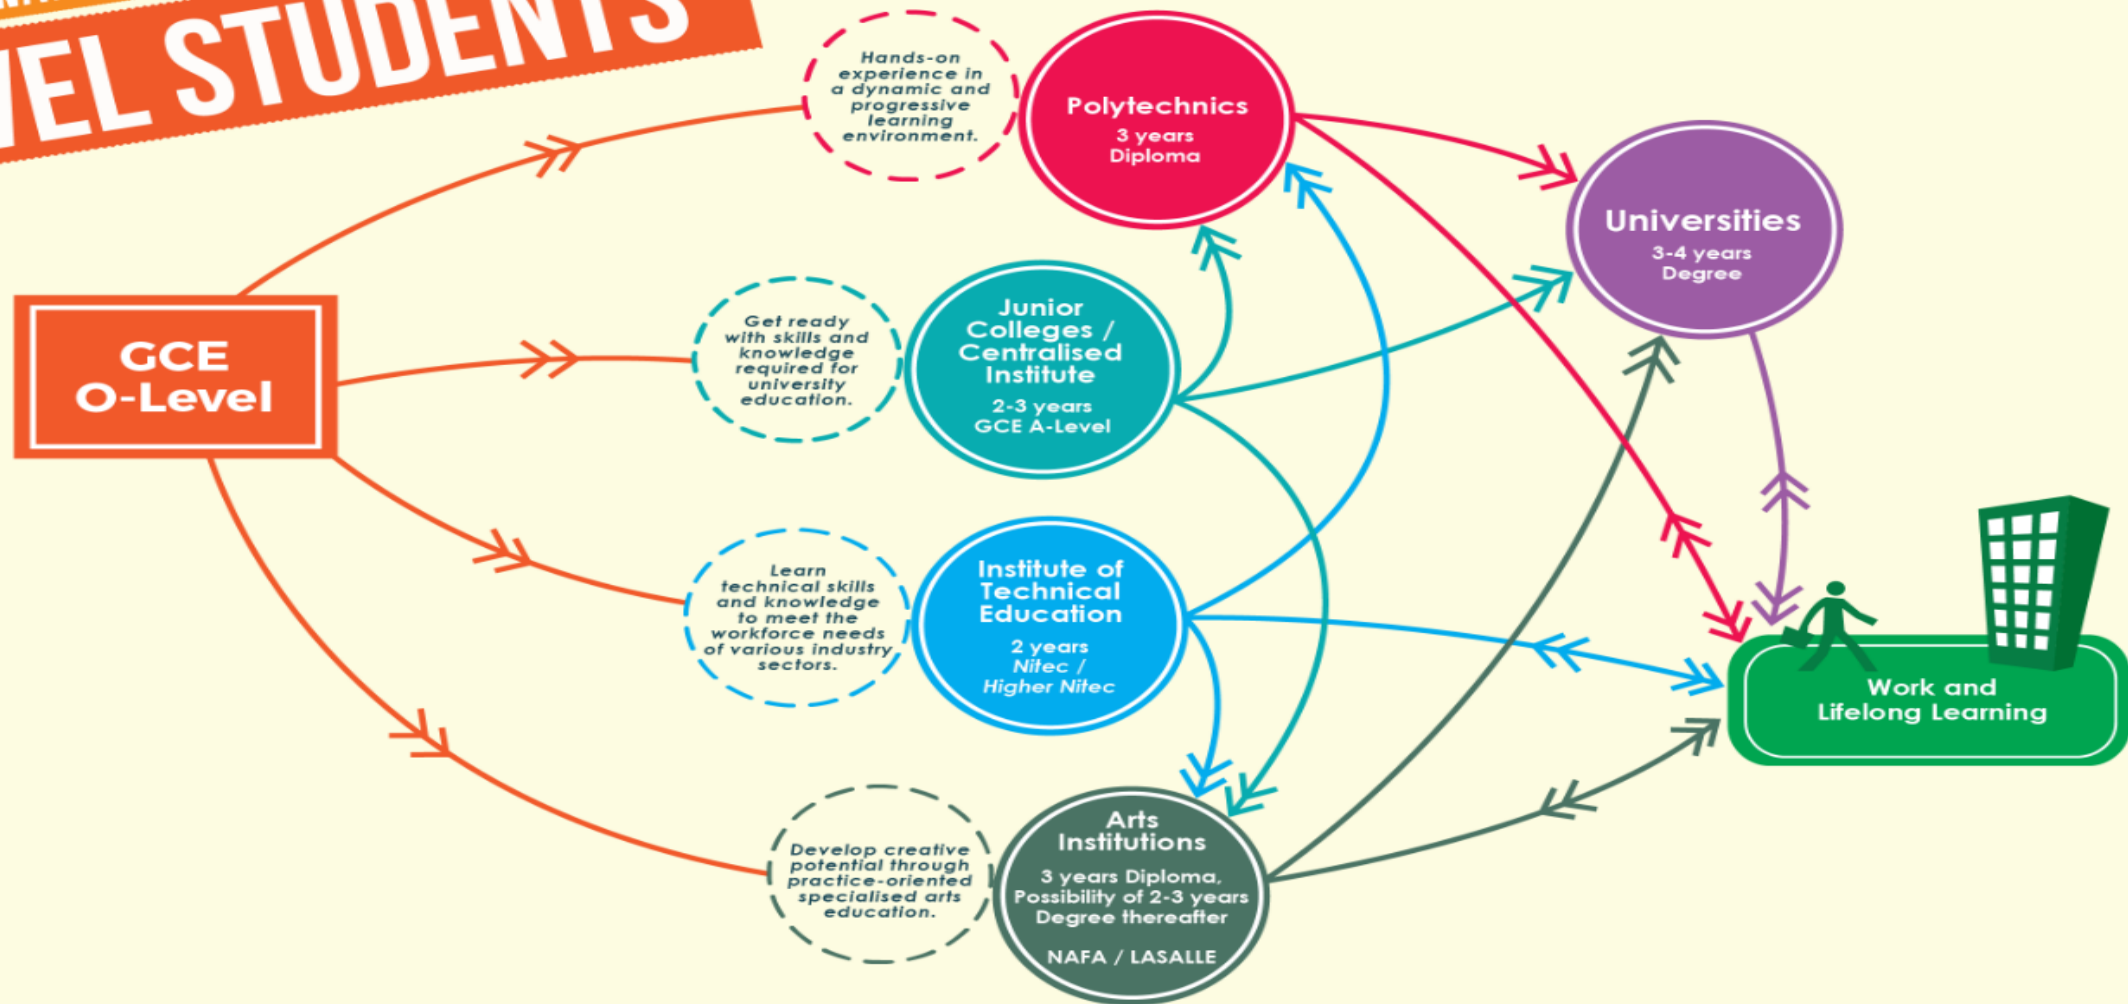 STUDENTS
Hands-on
experience in
a dynamic and
progressive
learning
environment.
Polytechnics
3 years
Diploma
Universities
3-4 years
Degree
GCE
O-Level
Get ready
with skills and
knowledge
required for
university
education.
Junior
Colleges /
Centralised
Institute
2-3 years
GCE A-Level
Learn
technical skills
and knowledge
to meet the
workforce needs
of various industry
sectors.
Institute of
Technical
Education
2 years
Nitec /
Higher Nitec
Work and
Lifelong Learning
Develop creative
potential through
practice-oriented
specialised arts
education.
Arts
Institutions
3 years Diploma,
Possibility of 2-3 years
Degree thereafter
NAFA / LASALLE